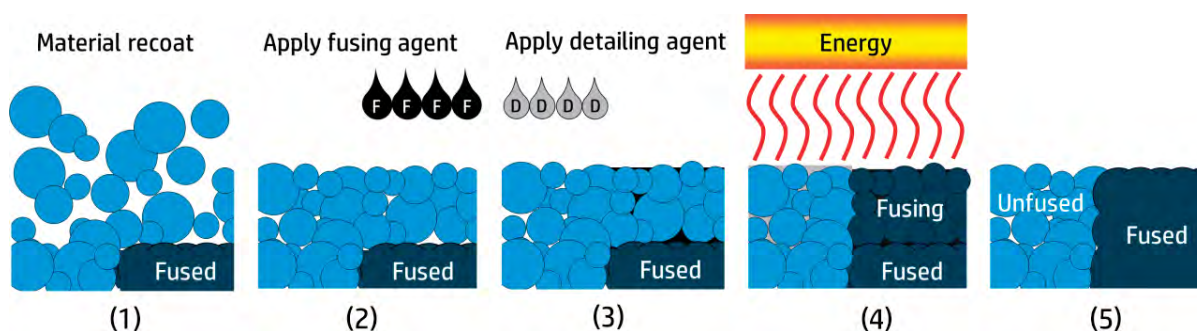 Material recoat
Apply fusing agent
Apply detailing agent
Energy
F F F F
D D D D
Fused
Fused
Fused
Fusing
Fused
Unfused
Fused
(1)
(2)
(3)
(4)
(5)